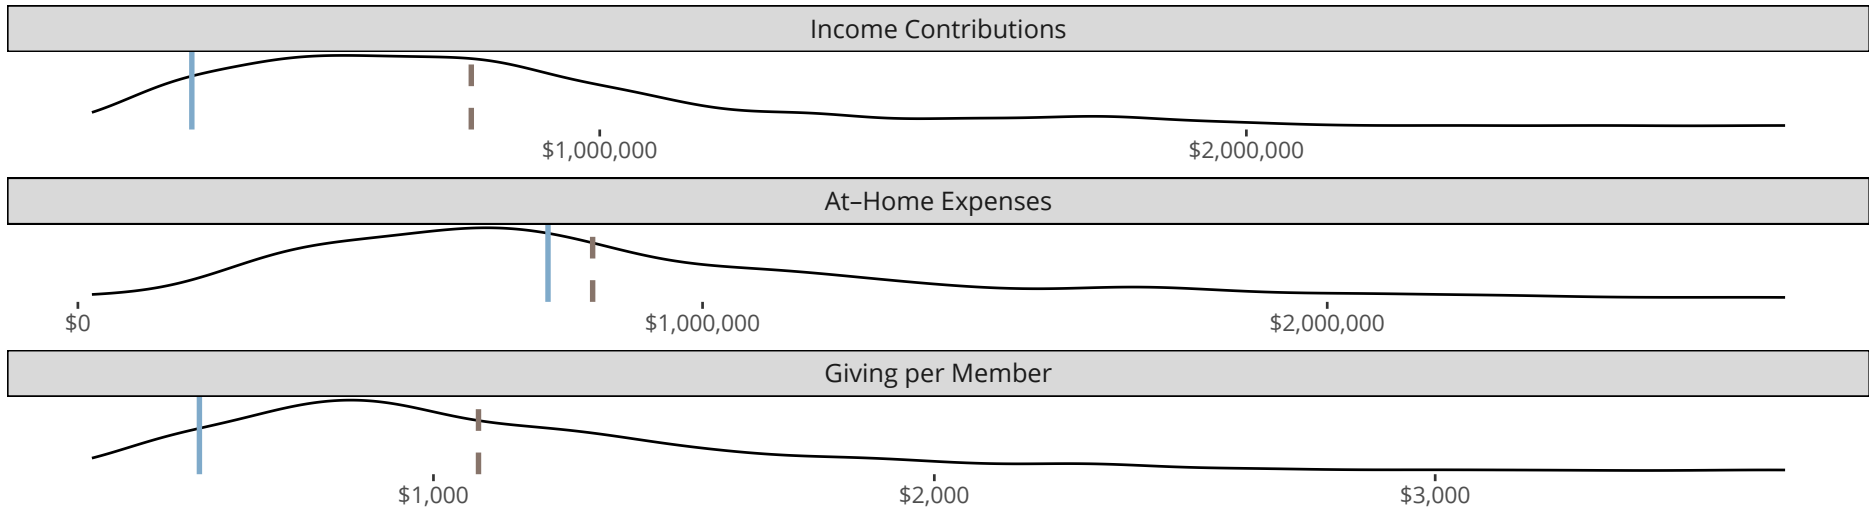 Income Contributions
$1,000,000 $2,000,000
At–Home Expenses
$0 $1,000,000 $2,000,000
Giving per Member
$1,000 $2,000 $3,000